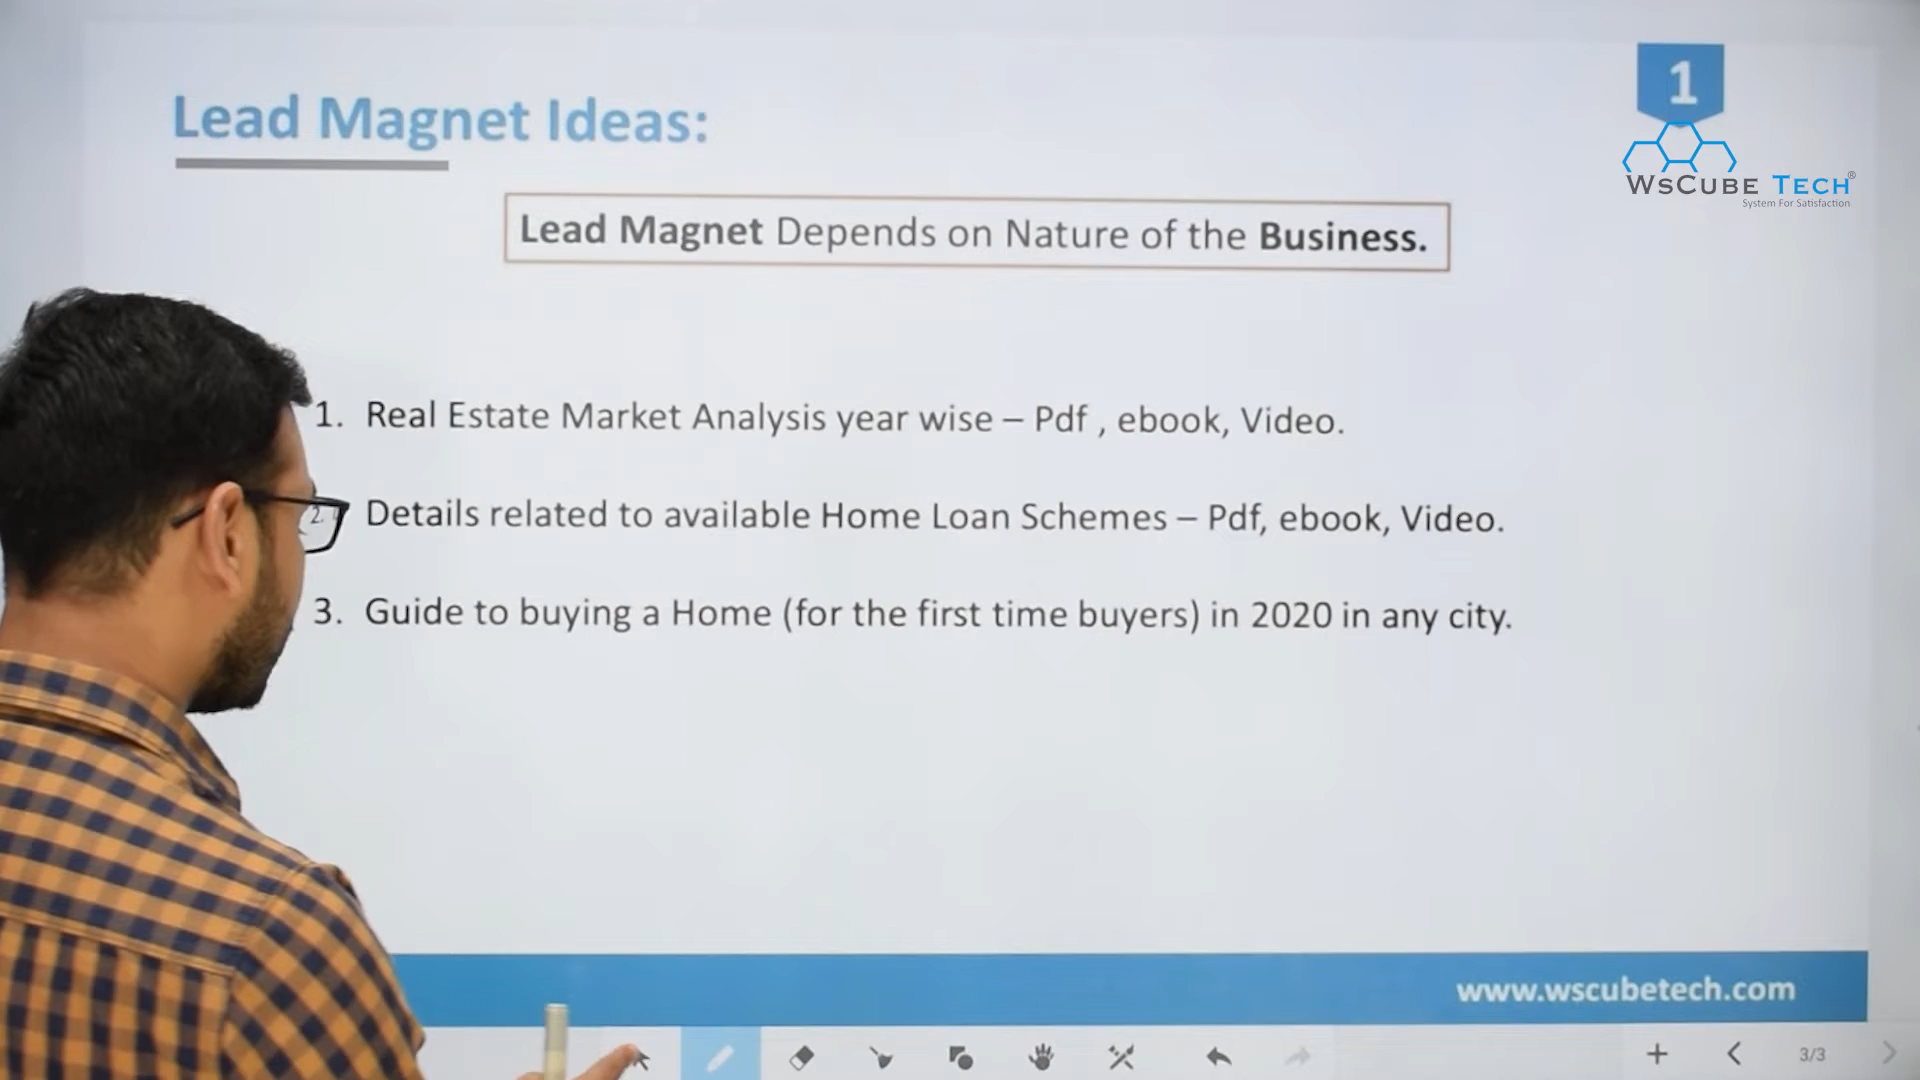 1
Lead Magnet Ideas:
WsCube Tech®
System For Satisfaction
Lead Magnet Depends on Nature of the Business.
1. Real Estate Market Analysis year wise – Pdf , ebook, Video.
2. Details related to available Home Loan Schemes – Pdf, ebook, Video.
3. Guide to buying a Home (for the first time buyers) in 2020 in any city.
www.wscubetech.com
3/3